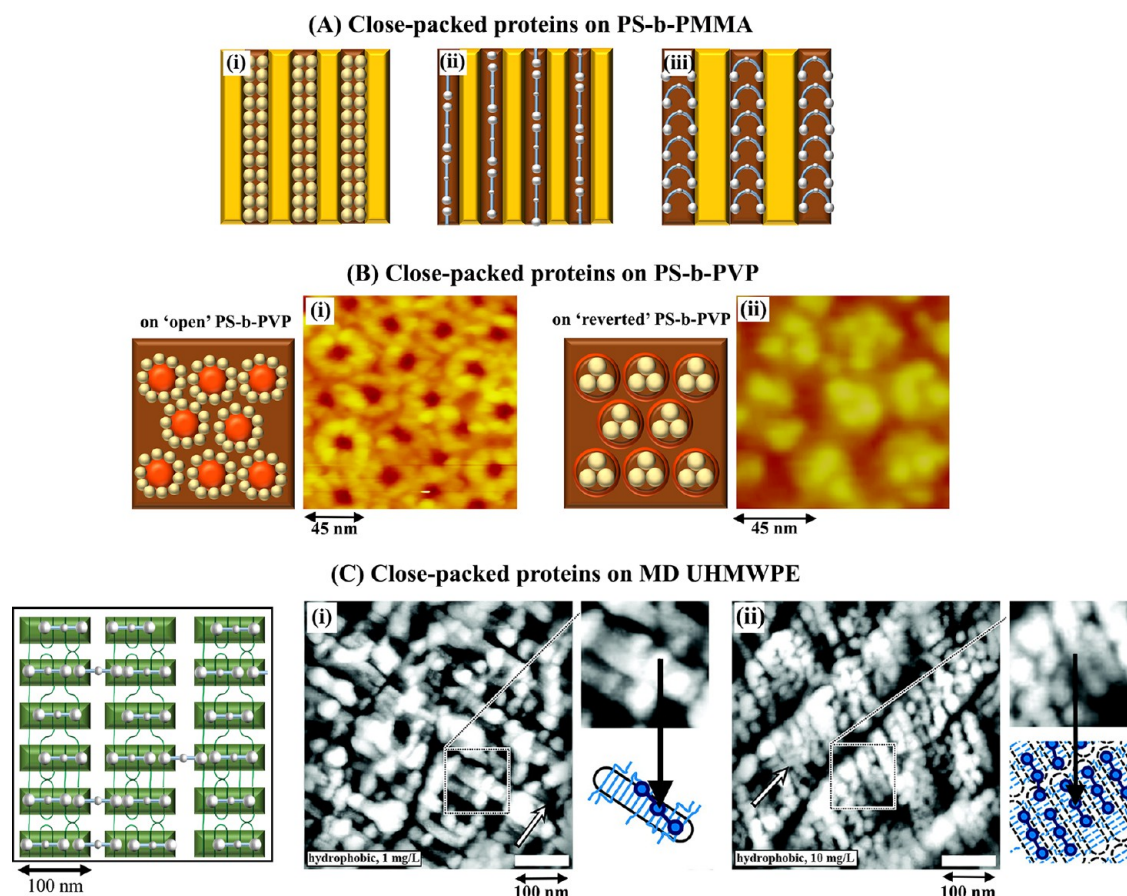 (A) Close-packed proteins on PS-b-PMMA
(i)
(ii)
(iii)
(B) Close-packed proteins on PS-b-PVP
on 'open' PS-b-PVP
(i)
45 nm
on 'reverted' PS-b-PVP
(ii)
45 nm
(C) Close-packed proteins on MD UHMWPE
100 nm
(i)
hydrophobic, 1 mg/L
100 nm
(ii)
hydrophobic, 10 mg/L
100 nm